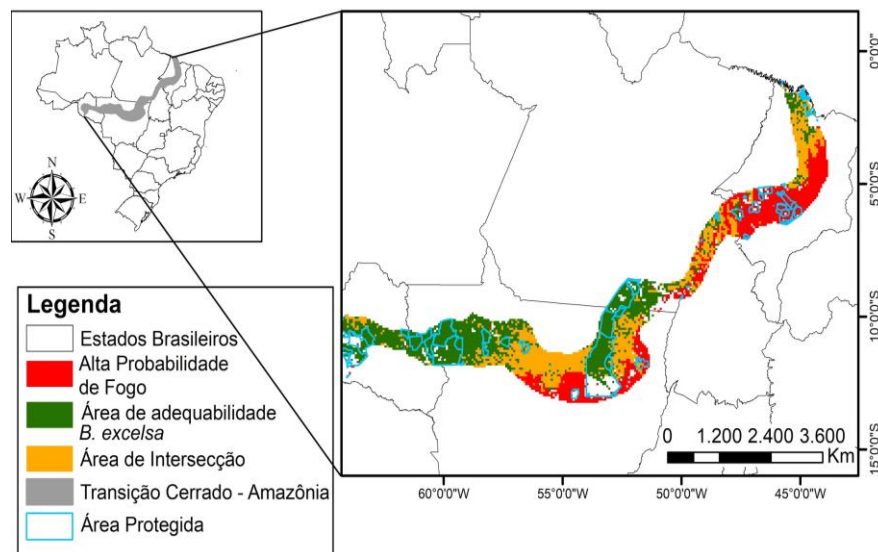 N
W E
S
Legenda
Estados Brasileiros
Alta Probabilidade
de Fogo
Área de adequabilidade
B. excelsa
Área de Intersecção
Transição Cerrado - Amazônia
Área Protegida
0°0'0"
5°0'0"S
10°0'0"S
15°0'0"S
0 1.200 2.400 3.600
Km
60°0'0"W 55°0'0"W 50°0'0"W 45°0'0"W